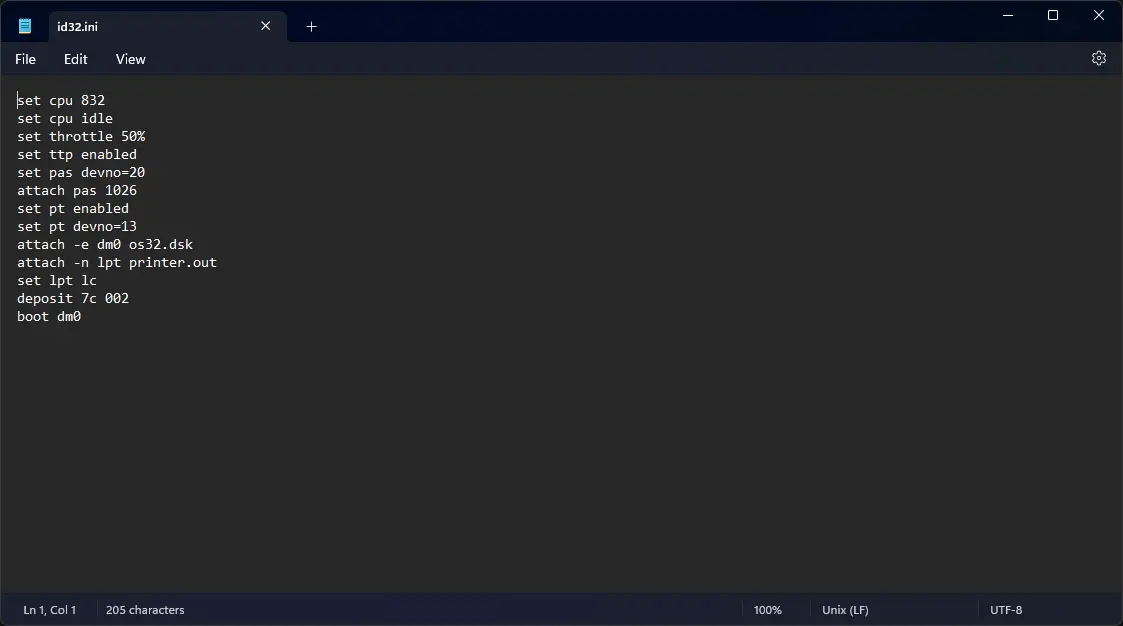 id32.ini
File Edit View
set cpu 832
set cpu idle
set throttle 50%
set ttp enabled
set pas devno=20
attach pas 1026
set pt enabled
set pt devno=13
attach -e dm0 os32.dsk
attach -n lpt printer.out
set lpt lc
deposit 7c 002
boot dm0
Ln 1, Col 1 205 characters 100% Unix (LF) UTF-8